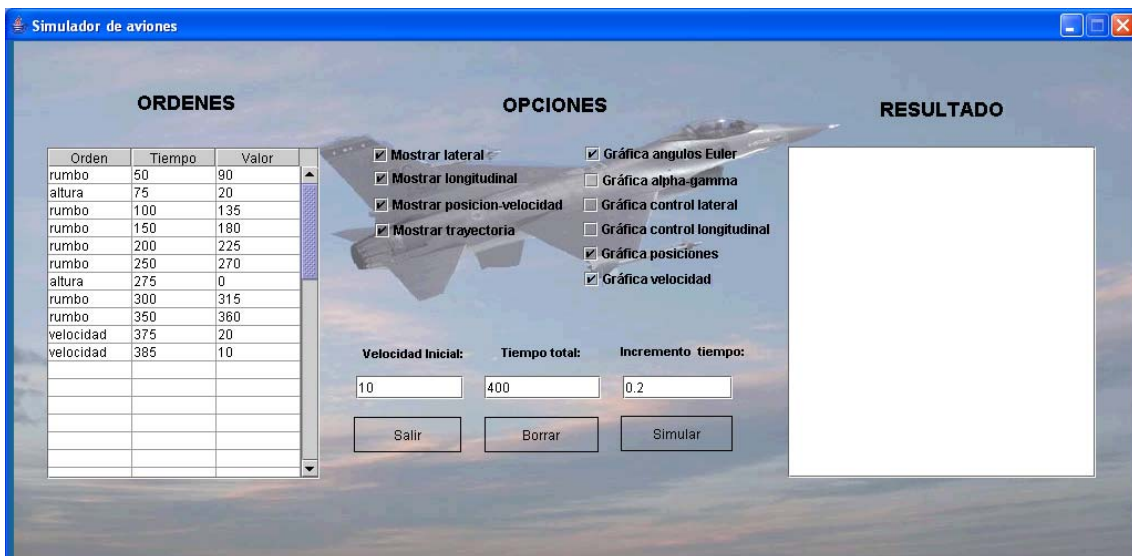 Simulador de aviones
ORDENES
Orden Tiempo Valor
rumbo 50 90
altura 75 20
rumbo 100 135
rumbo 150 180
rumbo 200 225
rumbo 250 270
altura 275 0
rumbo 300 315
rumbo 350 360
velocidad 375 20
velocidad 385 10
OPCIONES
Mostrar lateral
Mostrar longitudinal
Mostrar posicion-velocidad
Mostrar trayectoria
Gráfica angulos Euler
Gráfica alpha-gamma
Gráfica control lateral
Gráfica control longitudinal
Gráfica posiciones
Gráfica velocidad
Velocidad Inicial: Tiempo total: Incremento tiempo:
10 400 0.2
Salir Borrar Simular
RESULTADO